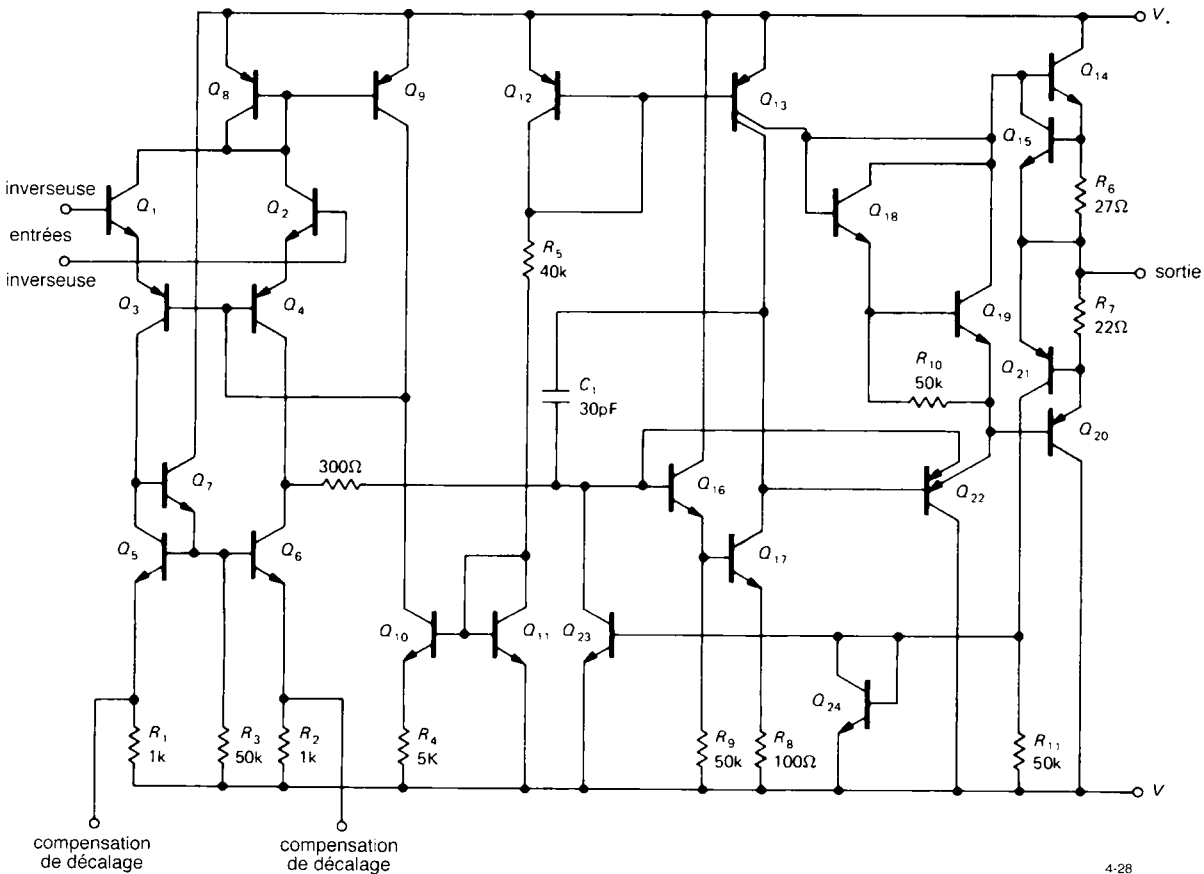 V.
Q14
Q8
Q9
Q12
Q13
Q15
inverseuse
Q1
Q2
Q18
R6
27Ω
entrées
R5
40k
sortie
inverseuse
Q3
Q4
Q19
R7
22Ω
C1
30pF
R10
50k
Q21
Q20
300Ω
Q7
Q16
Q22
Q5
Q6
Q17
Q10
Q11
Q23
Q24
R1
1k
R3
50k
R2
1k
R4
5K
R9
50k
R8
100Ω
R11
50k
V
compensation
de décalage
compensation
de décalage
4-28